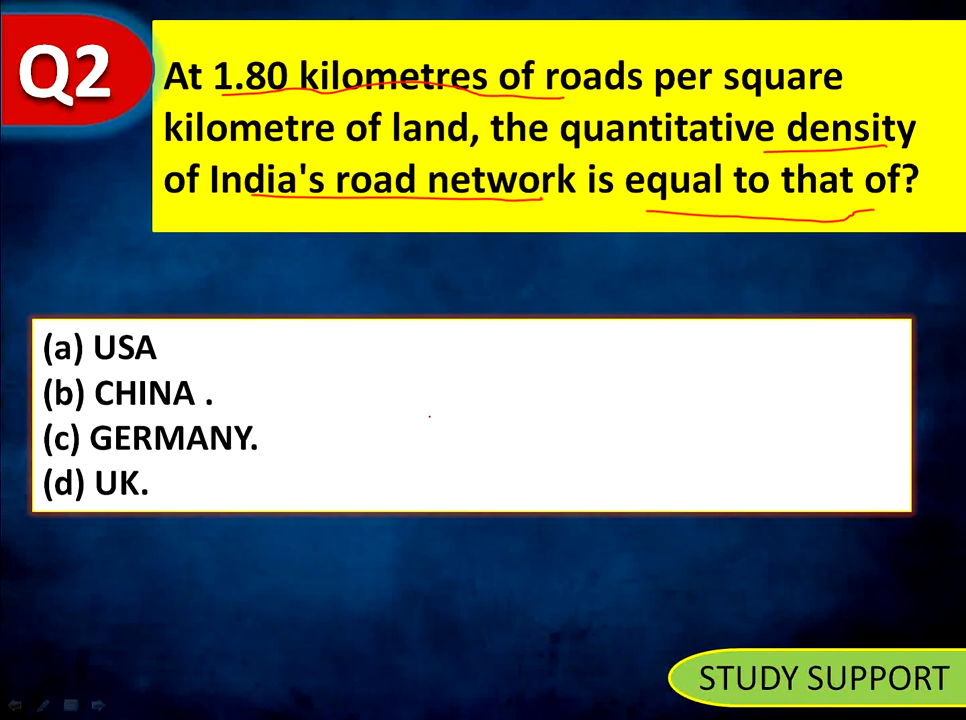 Q2
At 1.80 kilometres of roads per square
kilometre of land, the quantitative density
of India's road network is equal to that of?
(a) USA
(b) CHINA .
(c) GERMANY.
(d) UK.
STUDY SUPPORT